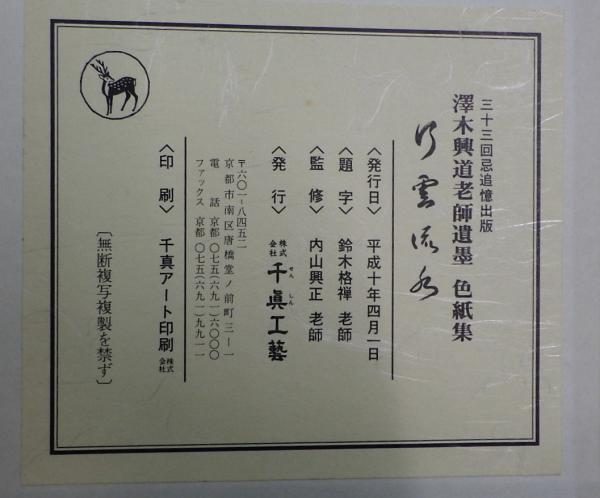 三十三回忌追憶出版
澤木興道老師遺墨 色紙集
行雲流水
〈発行日〉 平成十年四月一日
〈題字〉 鈴木格禅 老師
〈監修〉 内山興正 老師
〈発行〉 株式会社 千眞工藝
せんしん
〒六〇一-八四五二
京都市南区唐橋堂ノ前町三-一
電話 京都 〇七五(六九一)六〇〇〇
ファックス 京都 〇七五(六九一)九九一一
〈印刷〉 千真アート印刷 株式会社
〔無断複写複製を禁ず〕